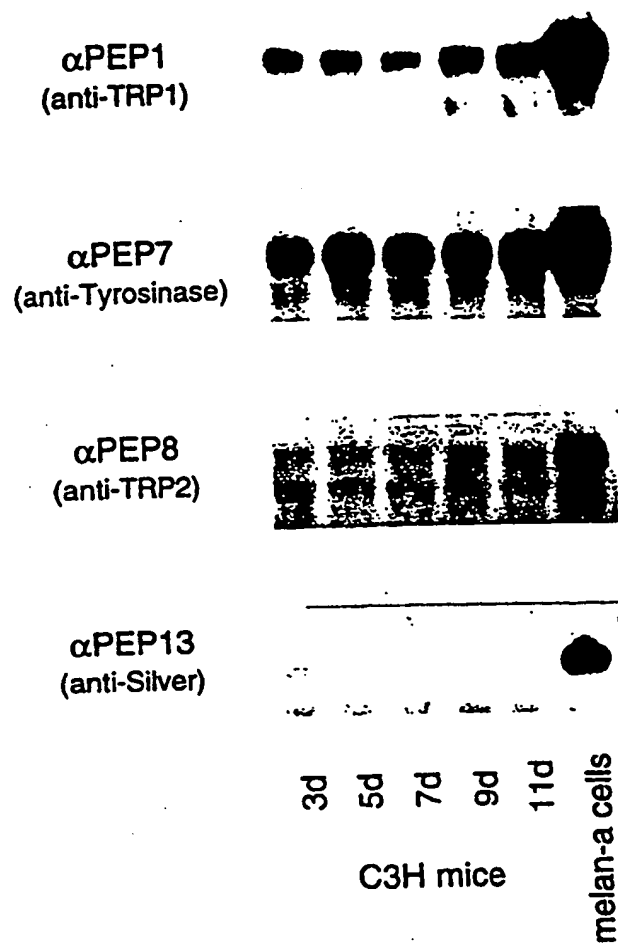 αPEP1
(anti-TRP1)
αPEP7
(anti-Tyrosinase)
αPEP8
(anti-TRP2)
αPEP13
(anti-Silver)
3d
5d
7d
9d
11d
melan-a cells
C3H mice